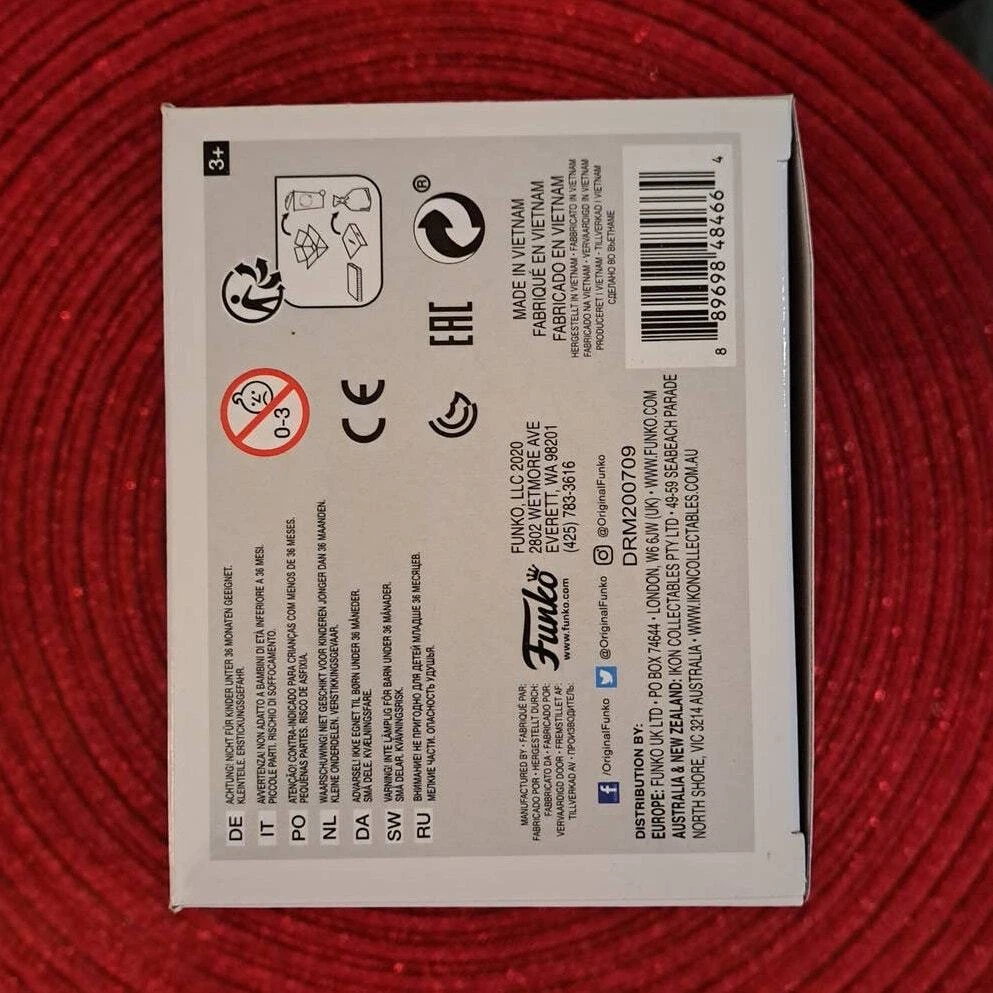 DE ACHTUNG! NICHT FÜR KINDER UNTER 36 MONATEN GEEIGNET.
KLEINTEILE. ERSTICKUNGSGEFAHR.
IT AVVERTENZA! NON ADATTO A BAMBINI DI ETÀ INFERIORE A 36 MESI.
PICCOLE PARTI. RISCHIO DI SOFFOCAMENTO.
PO ATENÇÃO! CONTRA-INDICADO PARA CRIANÇAS COM MENOS DE 36 MESES.
PEQUENAS PARTES. RISCO DE ASFIXIA.
NL WAARSCHUWING! NIET GESCHIKT VOOR KINDEREN JONGER DAN 36 MAANDEN.
KLEINE ONDERDELEN. VERSTIKKINGSGEVAAR.
DA ADVARSEL! IKKE EGNET TIL BØRN UNDER 36 MÅNEDER.
SMÅ DELE. KVÆLNINGSFARE.
SW VARNING! INTE LÄMPLIG FÖR BARN UNDER 36 MÅNADER.
SMÅ DELAR. KVÄVNINGSRISK.
RU ВНИМАНИЕ! НЕ ПРИГОДНО ДЛЯ ДЕТЕЙ МЛАДШЕ 36 МЕСЯЦЕВ.
МЕЛКИЕ ЧАСТИ. ОПАСНОСТЬ УДУШЬЯ.
0-3
3+
CE
EAC
®
MANUFACTURED BY • FABRIQUÉ PAR:
FABRICADO POR • HERGESTELLT DURCH:
FABBRICATO DA • FABRICADO POR:
VERVAARDIGD DOOR • FREMSTILLET AF:
TILLVERKAD AV • ПРОИЗВОДИТЕЛЬ:
Funko
www.funko.com
FUNKO, LLC 2020
2802 WETMORE AVE
EVERETT, WA 98201
(425) 783-3616
MADE IN VIETNAM
FABRIQUÉ EN VIETNAM
FABRICADO EN VIETNAM
HERGESTELLT IN VIETNAM • FABBRICATO IN VIETNAM
FABRICADO NA VIETNAM • VERVAARDIGD IN VIETNAM
PRODUCERET I VIETNAM • TILLVERKAD I VIETNAM
СДЕЛАНО ВО ВЬЕТНАМЕ
f /OriginalFunko @OriginalFunko @OriginalFunko
DRM200709
DISTRIBUTION BY:
EUROPE: FUNKO UK LTD • PO BOX 74644 • LONDON, W6 6JW (UK) • WWW.FUNKO.COM
AUSTRALIA & NEW ZEALAND: IKON COLLECTABLES PTY LTD • 49-59 SEABEACH PARADE
NORTH SHORE, VIC 3214 AUSTRALIA • WWW.IKONCOLLECTABLES.COM.AU
8 89698 48466 4